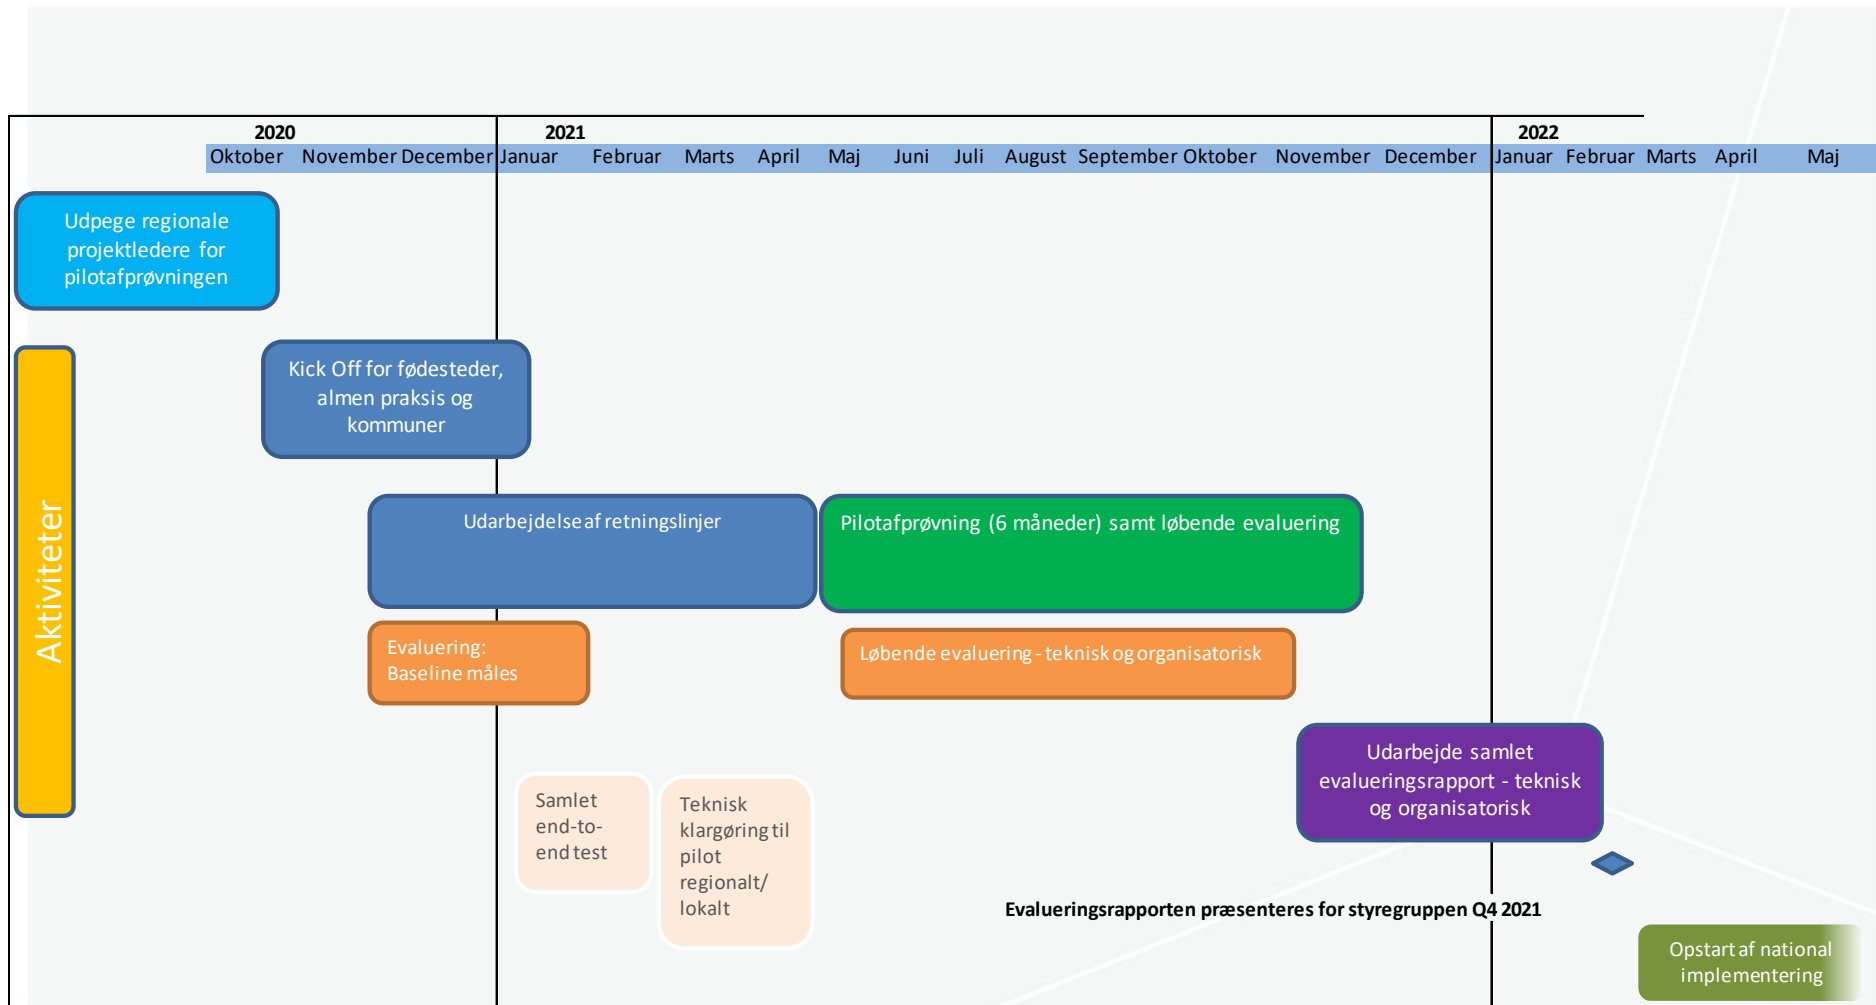 2020 2021 2022
Oktober November December Januar Februar Marts April Maj Juni Juli August September Oktober November December Januar Februar Marts April Maj
Udpege regionale
projektledere for
pilotafprøvningen
Aktiviteter
Kick Off for fødesteder,
almen praksis og
kommuner
Udarbejdelse af retningslinjer
Pilotafprøvning (6 måneder) samt løbende evaluering
Evaluering:
Baseline måles
Løbende evaluering - teknisk og organisatorisk
Udarbejde samlet
evalueringsrapport - teknisk
og organisatorisk
Samlet
end-to-
end test
Teknisk
klargøring til
pilot
regionalt/
lokalt
Evalueringsrapporten præsenteres for styregruppen Q4 2021
Opstart af national
implementering